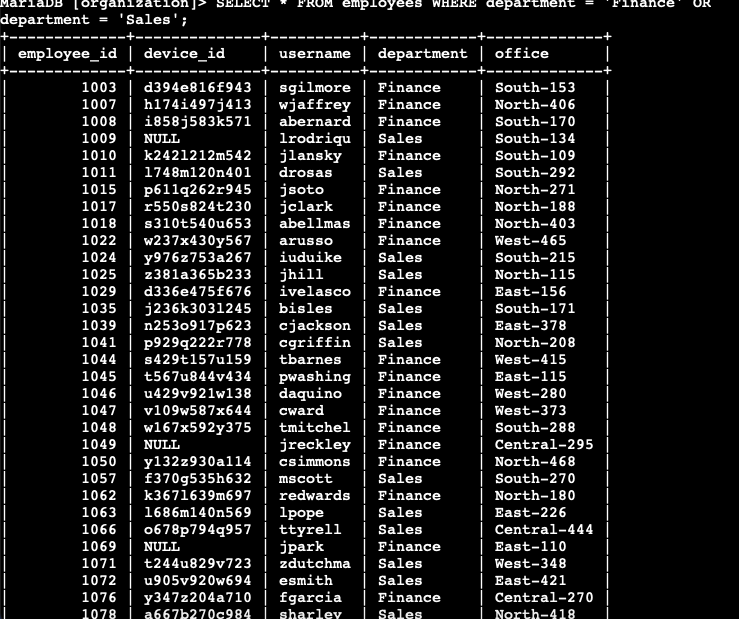 MariaDB [organization]> SELECT * FROM employees WHERE department = 'Finance' OR
department = 'Sales';
+-------------+--------------+----------+------------+-------------+
| employee_id | device_id    | username | department | office      |
+-------------+--------------+----------+------------+-------------+
|        1003 | d394e816f943 | sgilmore | Finance    | South-153   |
|        1007 | h174i497j413 | wjaffrey | Finance    | North-406   |
|        1008 | i858j583k571 | abernard | Finance    | South-170   |
|        1009 | NULL         | lrodriqu | Sales      | South-134   |
|        1010 | k242l212m542 | jlansky  | Finance    | South-109   |
|        1011 | l748m120n401 | drosas   | Sales      | South-292   |
|        1015 | p611q262r945 | jsoto    | Finance    | North-271   |
|        1017 | r550s824t230 | jclark   | Finance    | North-188   |
|        1018 | s310t540u653 | abellmas | Finance    | North-403   |
|        1022 | w237x430y567 | arusso   | Finance    | West-465    |
|        1024 | y976z753a267 | iuduike  | Sales      | South-215   |
|        1025 | z381a365b233 | jhill    | Sales      | North-115   |
|        1029 | d336e475f676 | ivelasco | Finance    | East-156    |
|        1035 | j236k303l245 | bisles   | Sales      | South-171   |
|        1039 | n253o917p623 | cjackson | Sales      | East-378    |
|        1041 | p929q222r778 | cgriffin | Sales      | North-208   |
|        1044 | s429t157u159 | tbarnes  | Finance    | West-415    |
|        1045 | t567u844v434 | pwashing | Finance    | East-115    |
|        1046 | u429v921w138 | daquino  | Finance    | West-280    |
|        1047 | v109w587x644 | cward    | Finance    | West-373    |
|        1048 | w167x592y375 | tmitchel | Finance    | South-288   |
|        1049 | NULL         | jreckley | Finance    | Central-295 |
|        1050 | y132z930a114 | csimmons | Finance    | North-468   |
|        1057 | f370g535h632 | mscott   | Sales      | South-270   |
|        1062 | k367l639m697 | redwards | Finance    | North-180   |
|        1063 | l686m140n569 | lpope    | Sales      | East-226    |
|        1066 | o678p794q957 | ttyrell  | Sales      | Central-444 |
|        1069 | NULL         | jpark    | Finance    | East-110    |
|        1071 | t244u829v723 | zdutchma | Sales      | West-348    |
|        1072 | u905v920w694 | esmith   | Sales      | East-421    |
|        1076 | y347z204a710 | fgarcia  | Finance    | Central-270 |
|        1078 | a667b270c984 | sharley  | Sales      | North-418   |